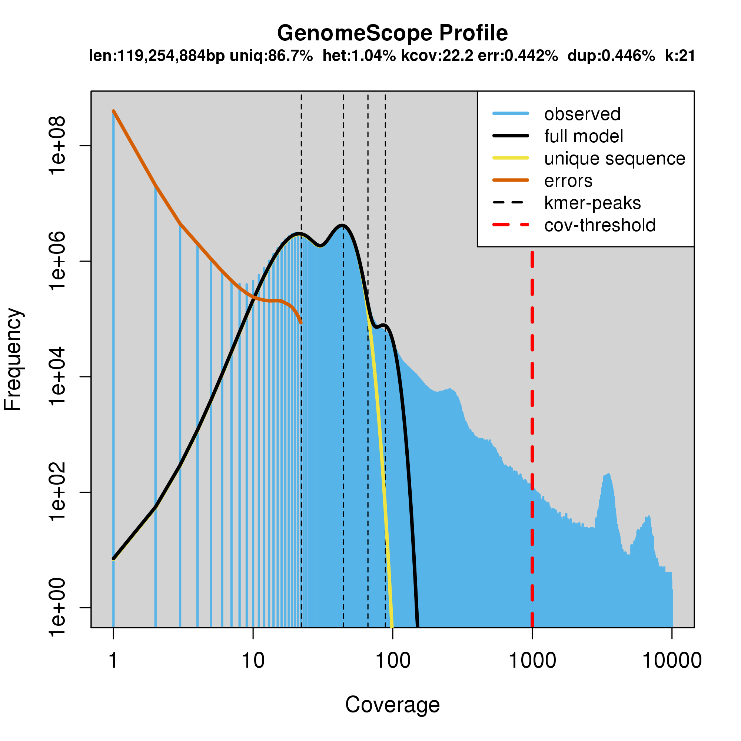 GenomeScope Profile
len:119,254,884bp uniq:86.7% het:1.04% kcov:22.2 err:0.442% dup:0.446% k:21
observed
full model
unique sequence
errors
kmer-peaks
cov-threshold
Frequency
1e+08
1e+06
1e+04
1e+02
1e+00
1 10 100 1000 10000
Coverage